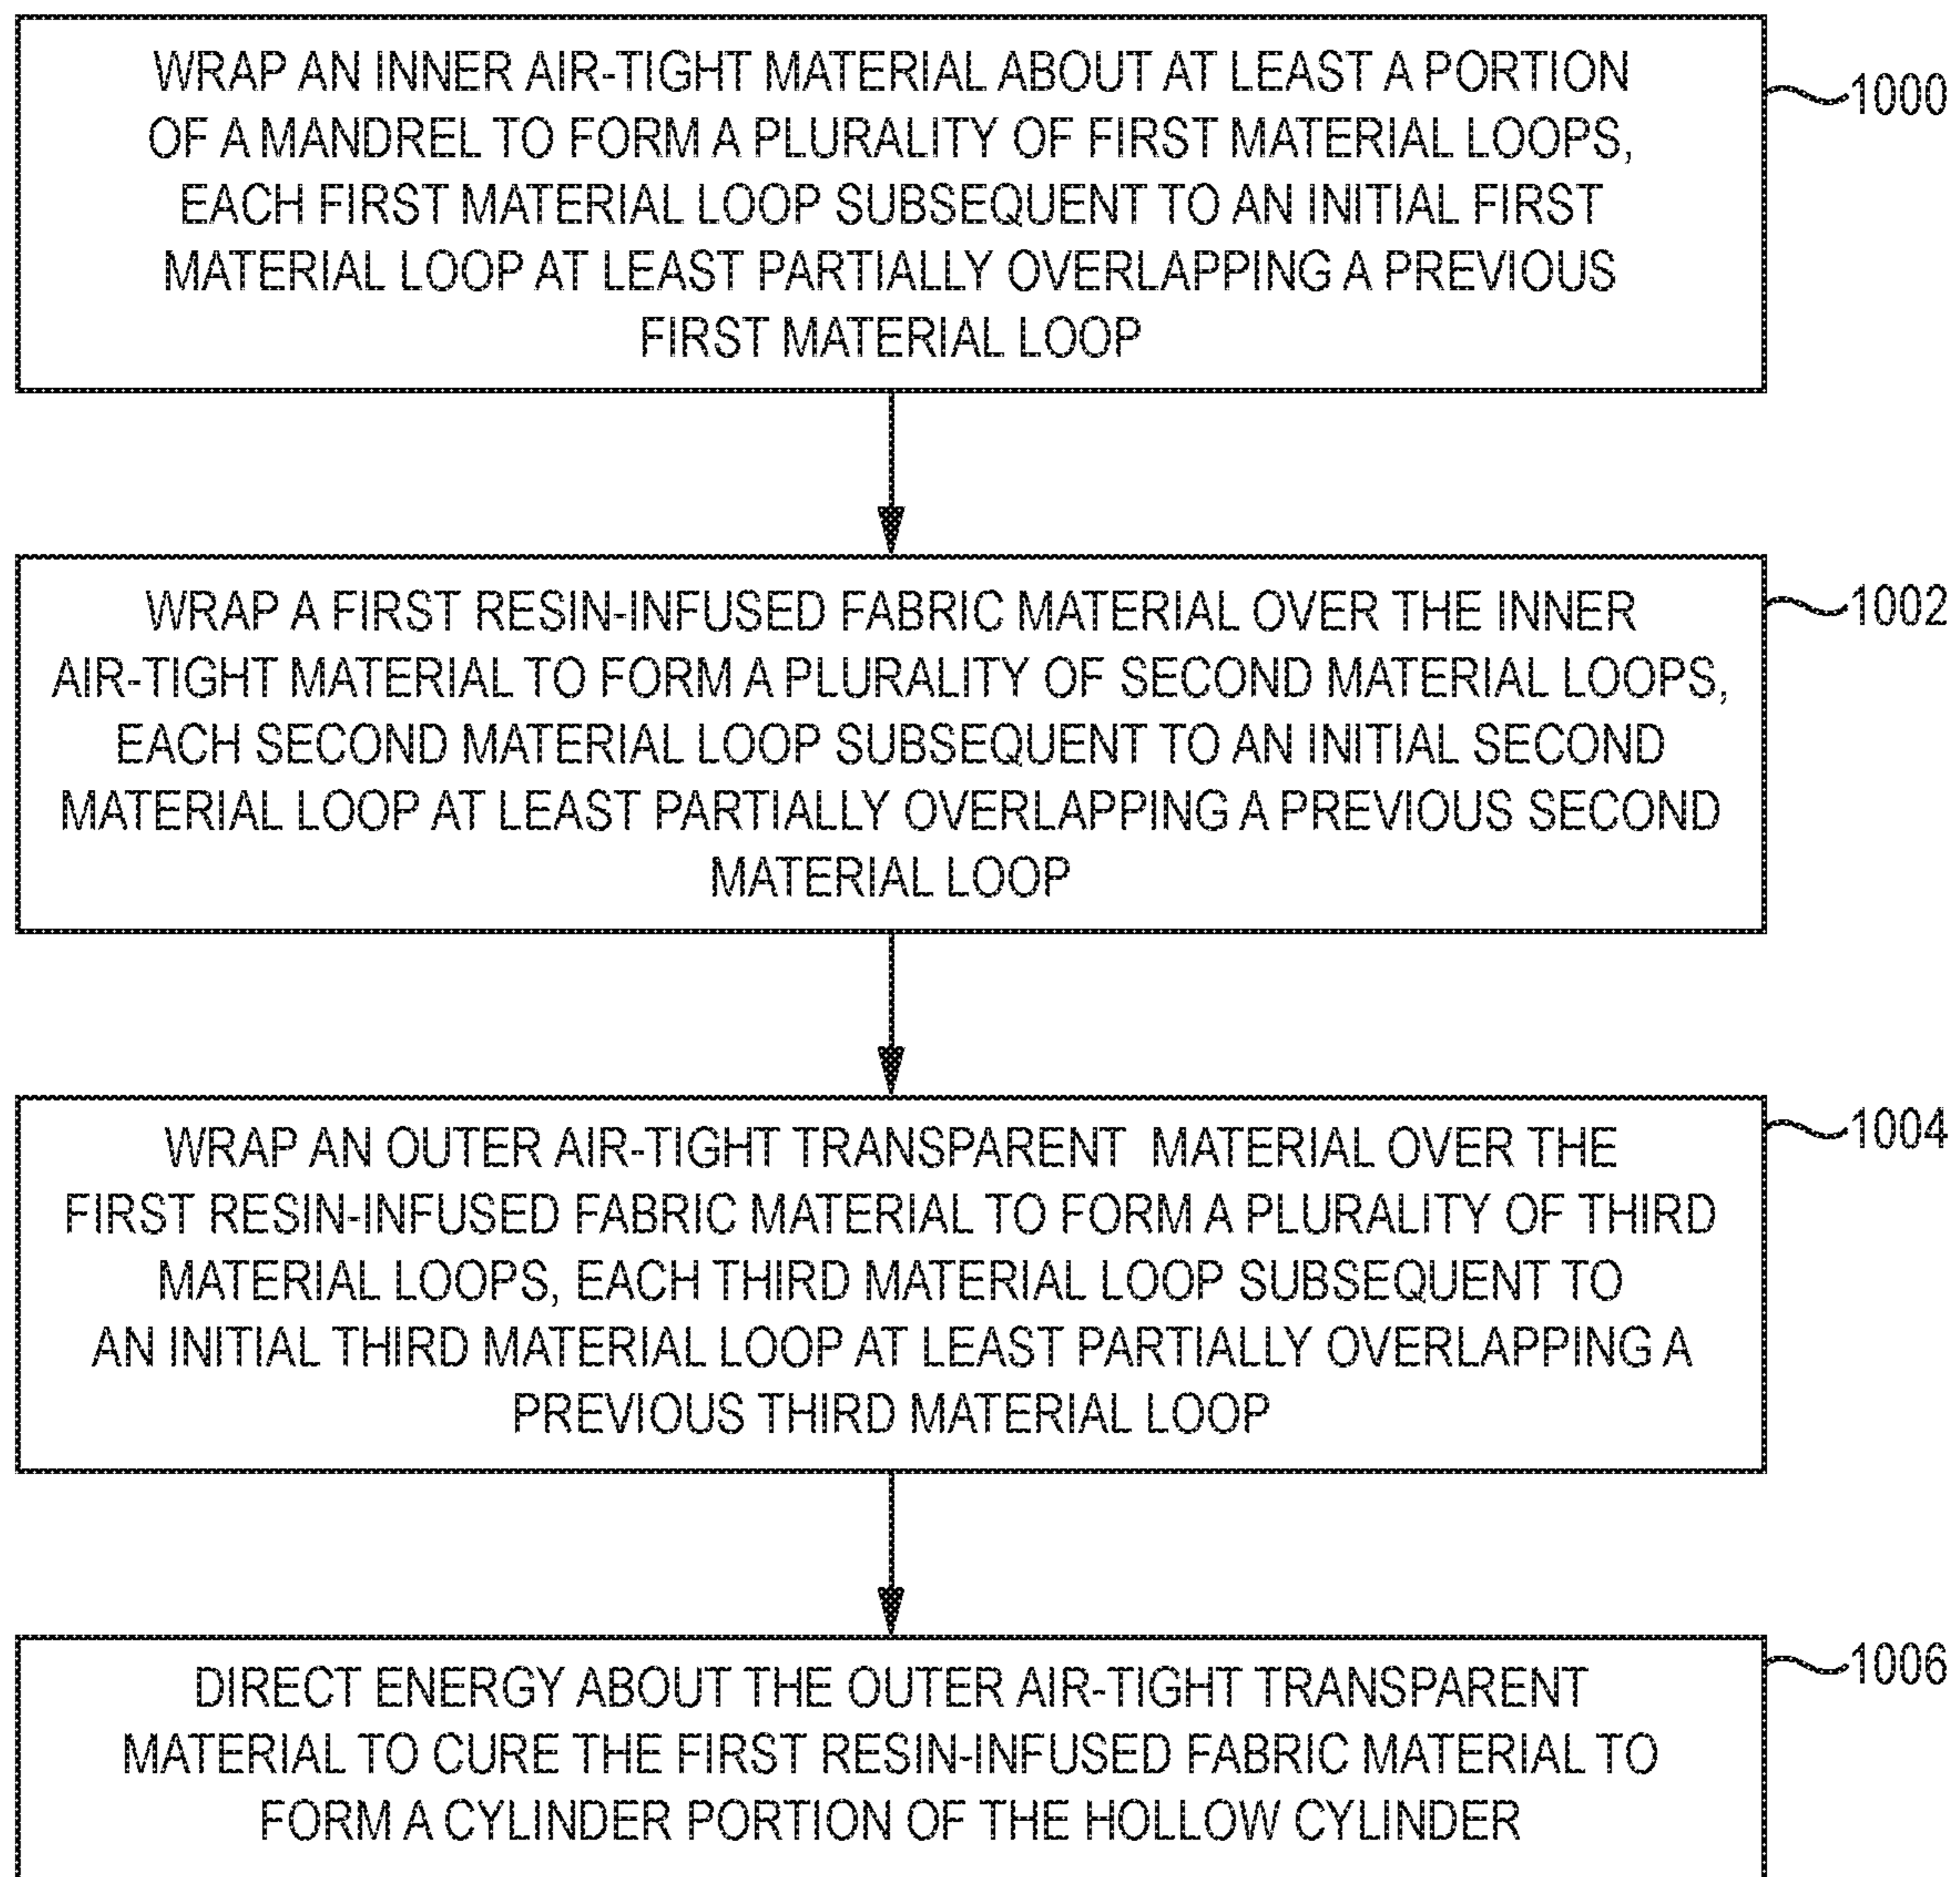 WRAP AN INNER AIR-TIGHT MATERIAL ABOUT AT LEAST A PORTION
OF A MANDREL TO FORM A PLURALITY OF FIRST MATERIAL LOOPS,
EACH FIRST MATERIAL LOOP SUBSEQUENT TO AN INITIAL FIRST
MATERIAL LOOP AT LEAST PARTIALLY OVERLAPPING A PREVIOUS
FIRST MATERIAL LOOP
1000
WRAP A FIRST RESIN-INFUSED FABRIC MATERIAL OVER THE INNER
AIR-TIGHT MATERIAL TO FORM A PLURALITY OF SECOND MATERIAL LOOPS,
EACH SECOND MATERIAL LOOP SUBSEQUENT TO AN INITIAL SECOND
MATERIAL LOOP AT LEAST PARTIALLY OVERLAPPING A PREVIOUS SECOND
MATERIAL LOOP
1002
WRAP AN OUTER AIR-TIGHT TRANSPARENT MATERIAL OVER THE
FIRST RESIN-INFUSED FABRIC MATERIAL TO FORM A PLURALITY OF THIRD
MATERIAL LOOPS, EACH THIRD MATERIAL LOOP SUBSEQUENT TO
AN INITIAL THIRD MATERIAL LOOP AT LEAST PARTIALLY OVERLAPPING A
PREVIOUS THIRD MATERIAL LOOP
1004
DIRECT ENERGY ABOUT THE OUTER AIR-TIGHT TRANSPARENT
MATERIAL TO CURE THE FIRST RESIN-INFUSED FABRIC MATERIAL TO
FORM A CYLINDER PORTION OF THE HOLLOW CYLINDER
1006